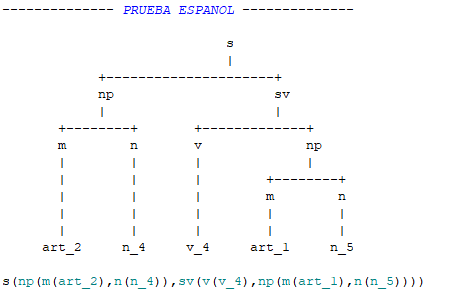 -------------- PRUEBA ESPANOL --------------
s
|
+---------------------+
np sv
| |
+--------+ +-------------+
m n v np
| | | |
| | | +--------+
| | | m n
| | | | |
| | | | |
art_2 n_4 v_4 art_1 n_5
s(np(m(art_2),n(n_4)),sv(v(v_4),np(m(art_1),n(n_5))))